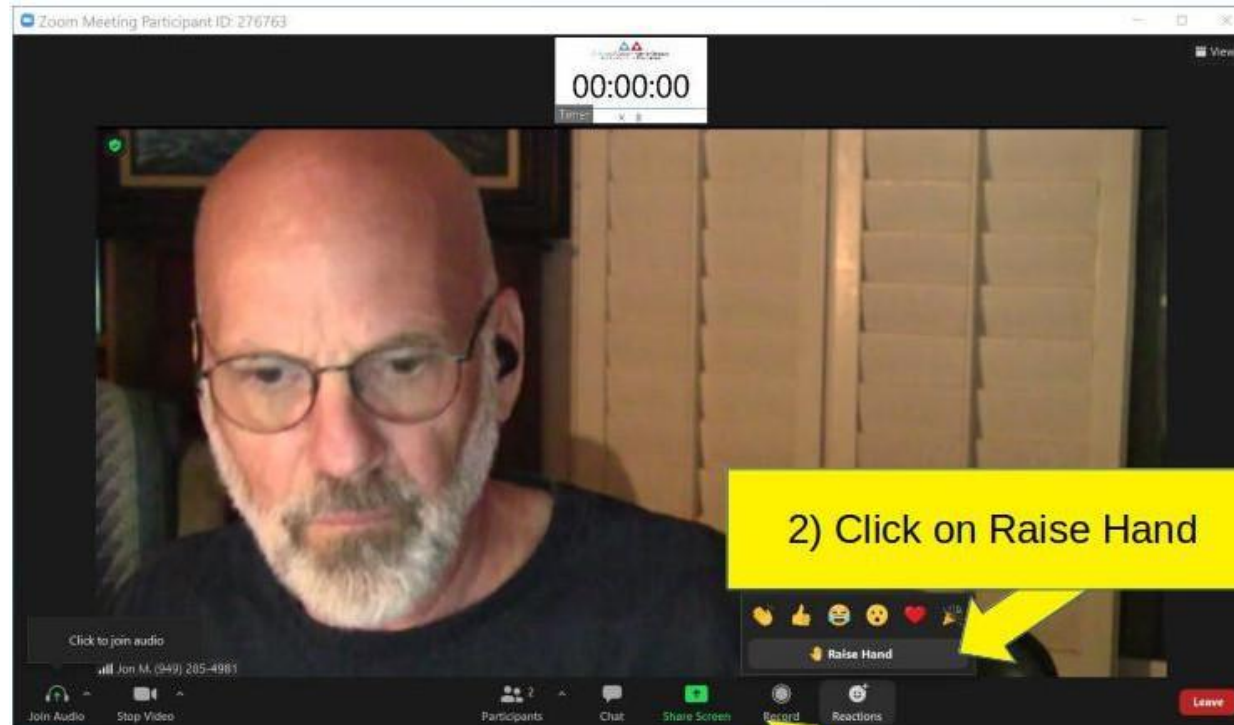 Zoom Meeting Participant ID: 276763
View
00:00:00
Timer
2) Click on Raise Hand
Raise Hand
Click to join audio
Jon M. (949) 285-4981
2
Join Audio
Stop Video
Participants
Chat
Share Screen
Record
Reactions
Leave